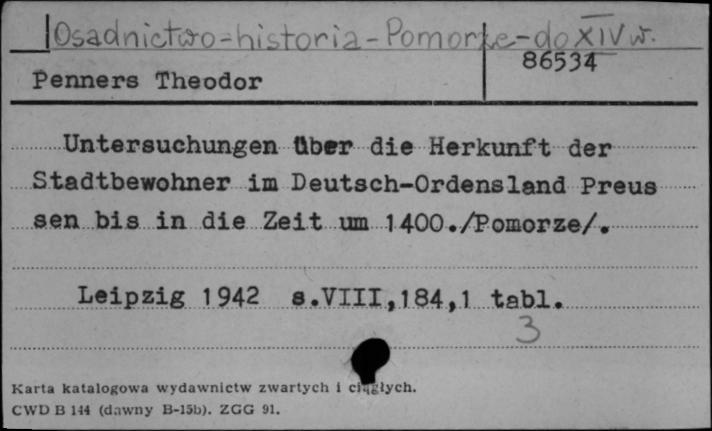 Osadnictwo-historia-Pomorze-do XIV w.
86534
Penners Theodor
Untersuchungen über die Herkunft der
Stadtbewohner im Deutsch-Ordensland Preus
sen bis in die Zeit um 1400./Pomorze/.
Leipzig 1942 s.VIII,184,1 tabl.
3
Karta katalogowa wydawnictw zwartych i ciągłych.
CWD B 144 (dawny B-15b). ZGG 91.